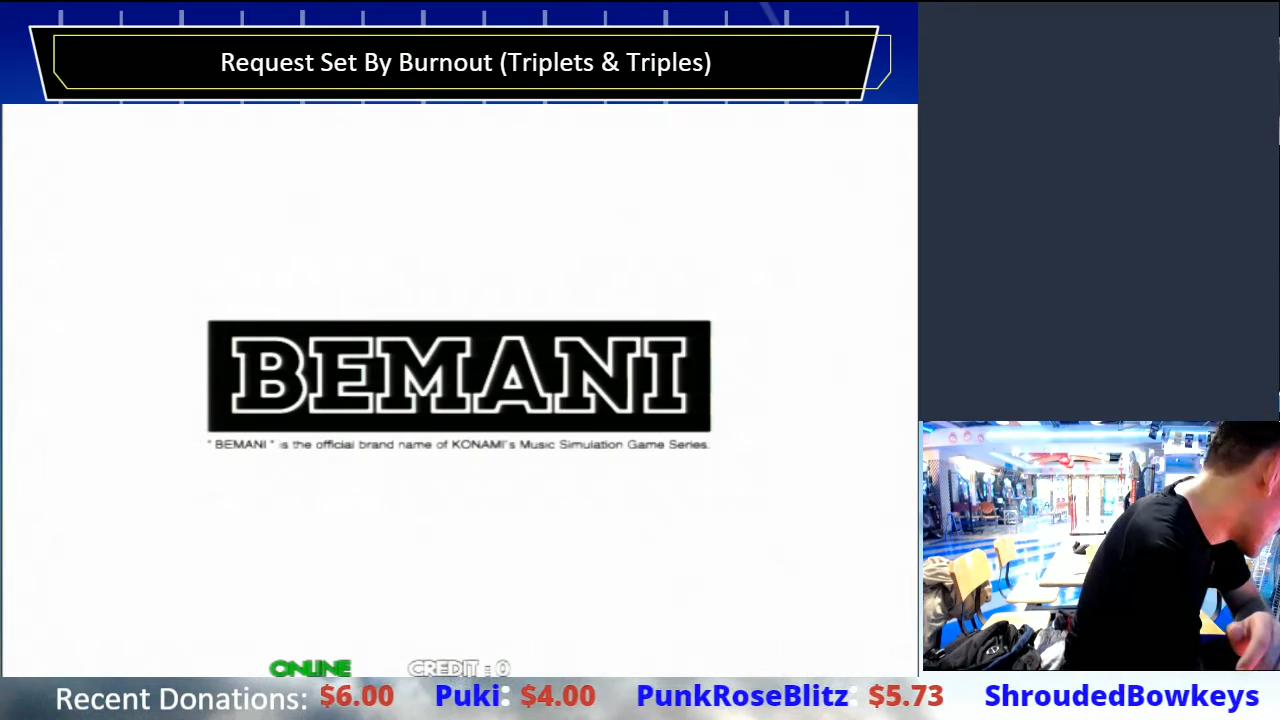 Request Set By Burnout (Triplets & Triples)
BEMANI
"BEMANI" is the official brand name of KONAMI's Music Simulation Game Series.
ONLINE CREDIT : 0
Recent Donations: $6.00 Puki: $4.00 PunkRoseBlitz: $5.73 ShroudedBowkeys